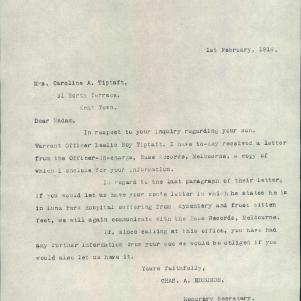 1st February, 1916.
Mrs. Caroline A. Tiptaft,
31 North Terrace,
Kent Town.
Dear Madam,
In respect to your inquiry regarding your son,
Warrant Officer Leslie Roy Tiptaft, I have to-day received a letter
from the Officer-in-charge, Base Records, Melbourne, a copy of
which I enclose for your information.
In regard to the last paragraph of their letter,
if you would let us have your son's letter in which he states he is
in Luna Park Hospital suffering from dysentery and frost bitten
feet, we will again communicate with the Base Records, Melbourne.
If, since calling at this office, you have had
any further information from your son we would be obliged if you
would also let us have it.
Yours faithfully,
CHAS. A. EDMUNDS,
Honorary Secretary.